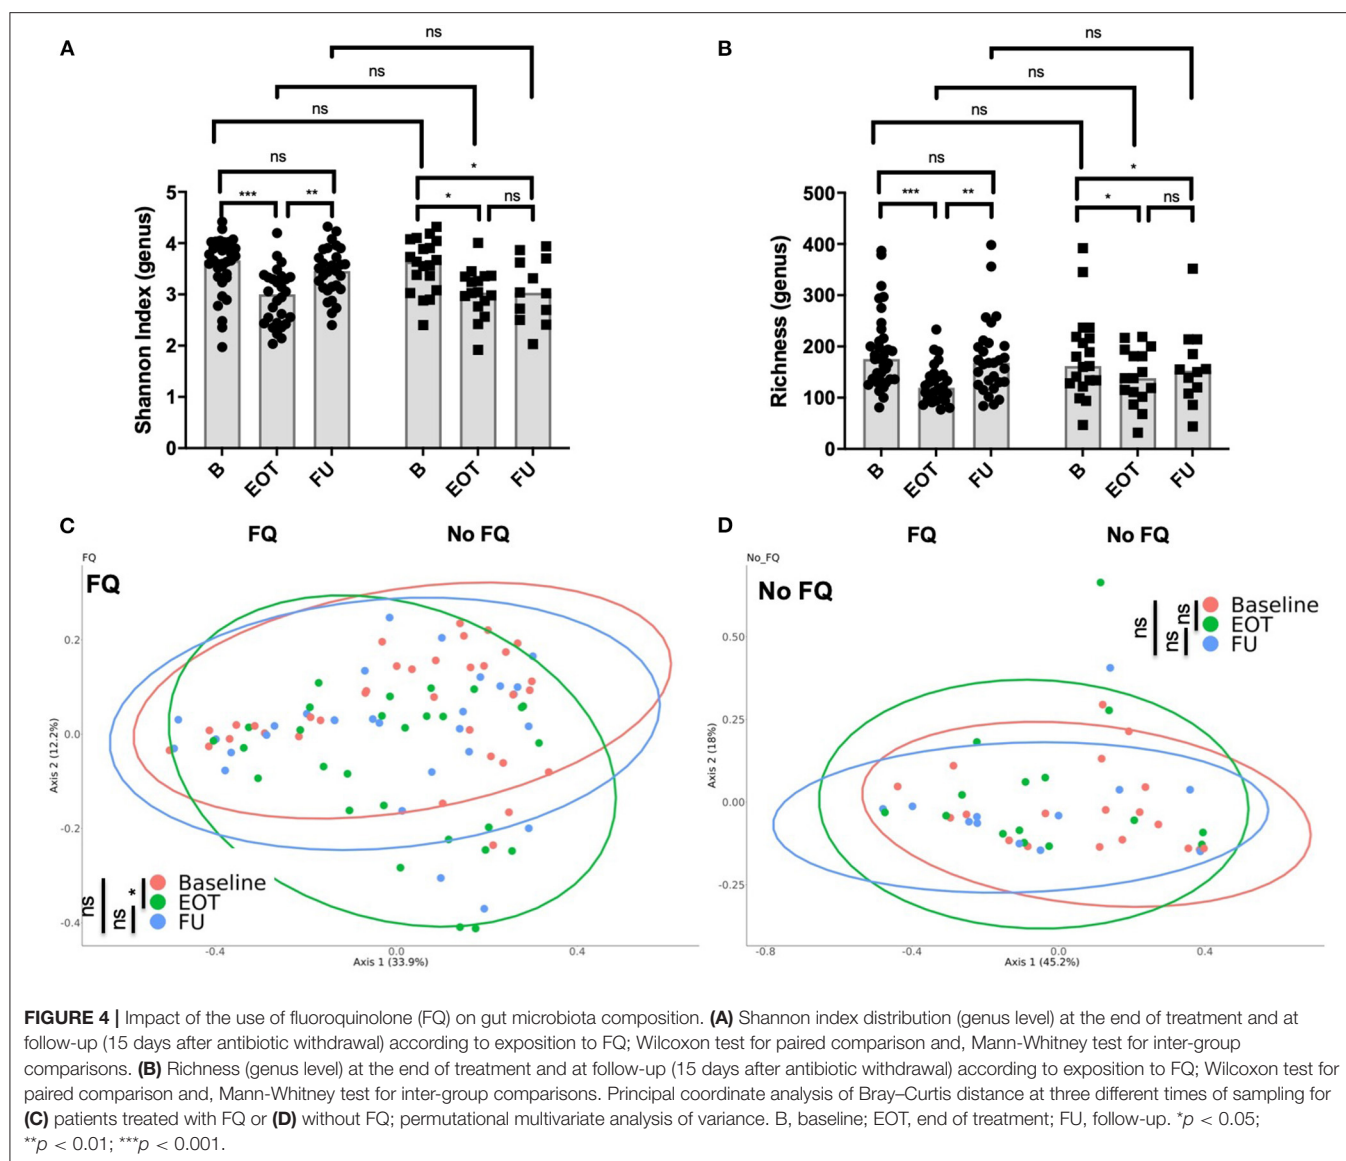 A
B
ns
ns
ns
ns
***
**
*
*
ns
Shannon Index (genus)
5
4
3
2
1
0
B
EOT
FU
B
EOT
FU
FQ
No FQ
ns
ns
ns
ns
***
**
*
*
ns
Richness (genus)
500
400
300
200
100
0
B
EOT
FU
B
EOT
FU
FQ
No FQ
C
FQ
FQ
0.2
0.0
-0.2
-0.4
Axis 2 (12.2%)
-0.4
0.0
0.4
Axis 1 (33.9%)
ns
ns
*
Baseline
EOT
FU
D
No_FQ
No FQ
ns
ns
ns
Baseline
EOT
FU
0.50
0.25
0.00
-0.25
Axis 2 (18%)
-0.8
-0.4
0.0
0.4
Axis 1 (45.2%)
FIGURE 4 | Impact of the use of fluoroquinolone (FQ) on gut microbiota composition. (A) Shannon index distribution (genus level) at the end of treatment and at
follow-up (15 days after antibiotic withdrawal) according to exposition to FQ; Wilcoxon test for paired comparison and, Mann-Whitney test for inter-group
comparisons. (B) Richness (genus level) at the end of treatment and at follow-up (15 days after antibiotic withdrawal) according to exposition to FQ; Wilcoxon test for
paired comparison and, Mann-Whitney test for inter-group comparisons. Principal coordinate analysis of Bray–Curtis distance at three different times of sampling for
(C) patients treated with FQ or (D) without FQ; permutational multivariate analysis of variance. B, baseline; EOT, end of treatment; FU, follow-up. *p < 0.05;
**p < 0.01; ***p < 0.001.